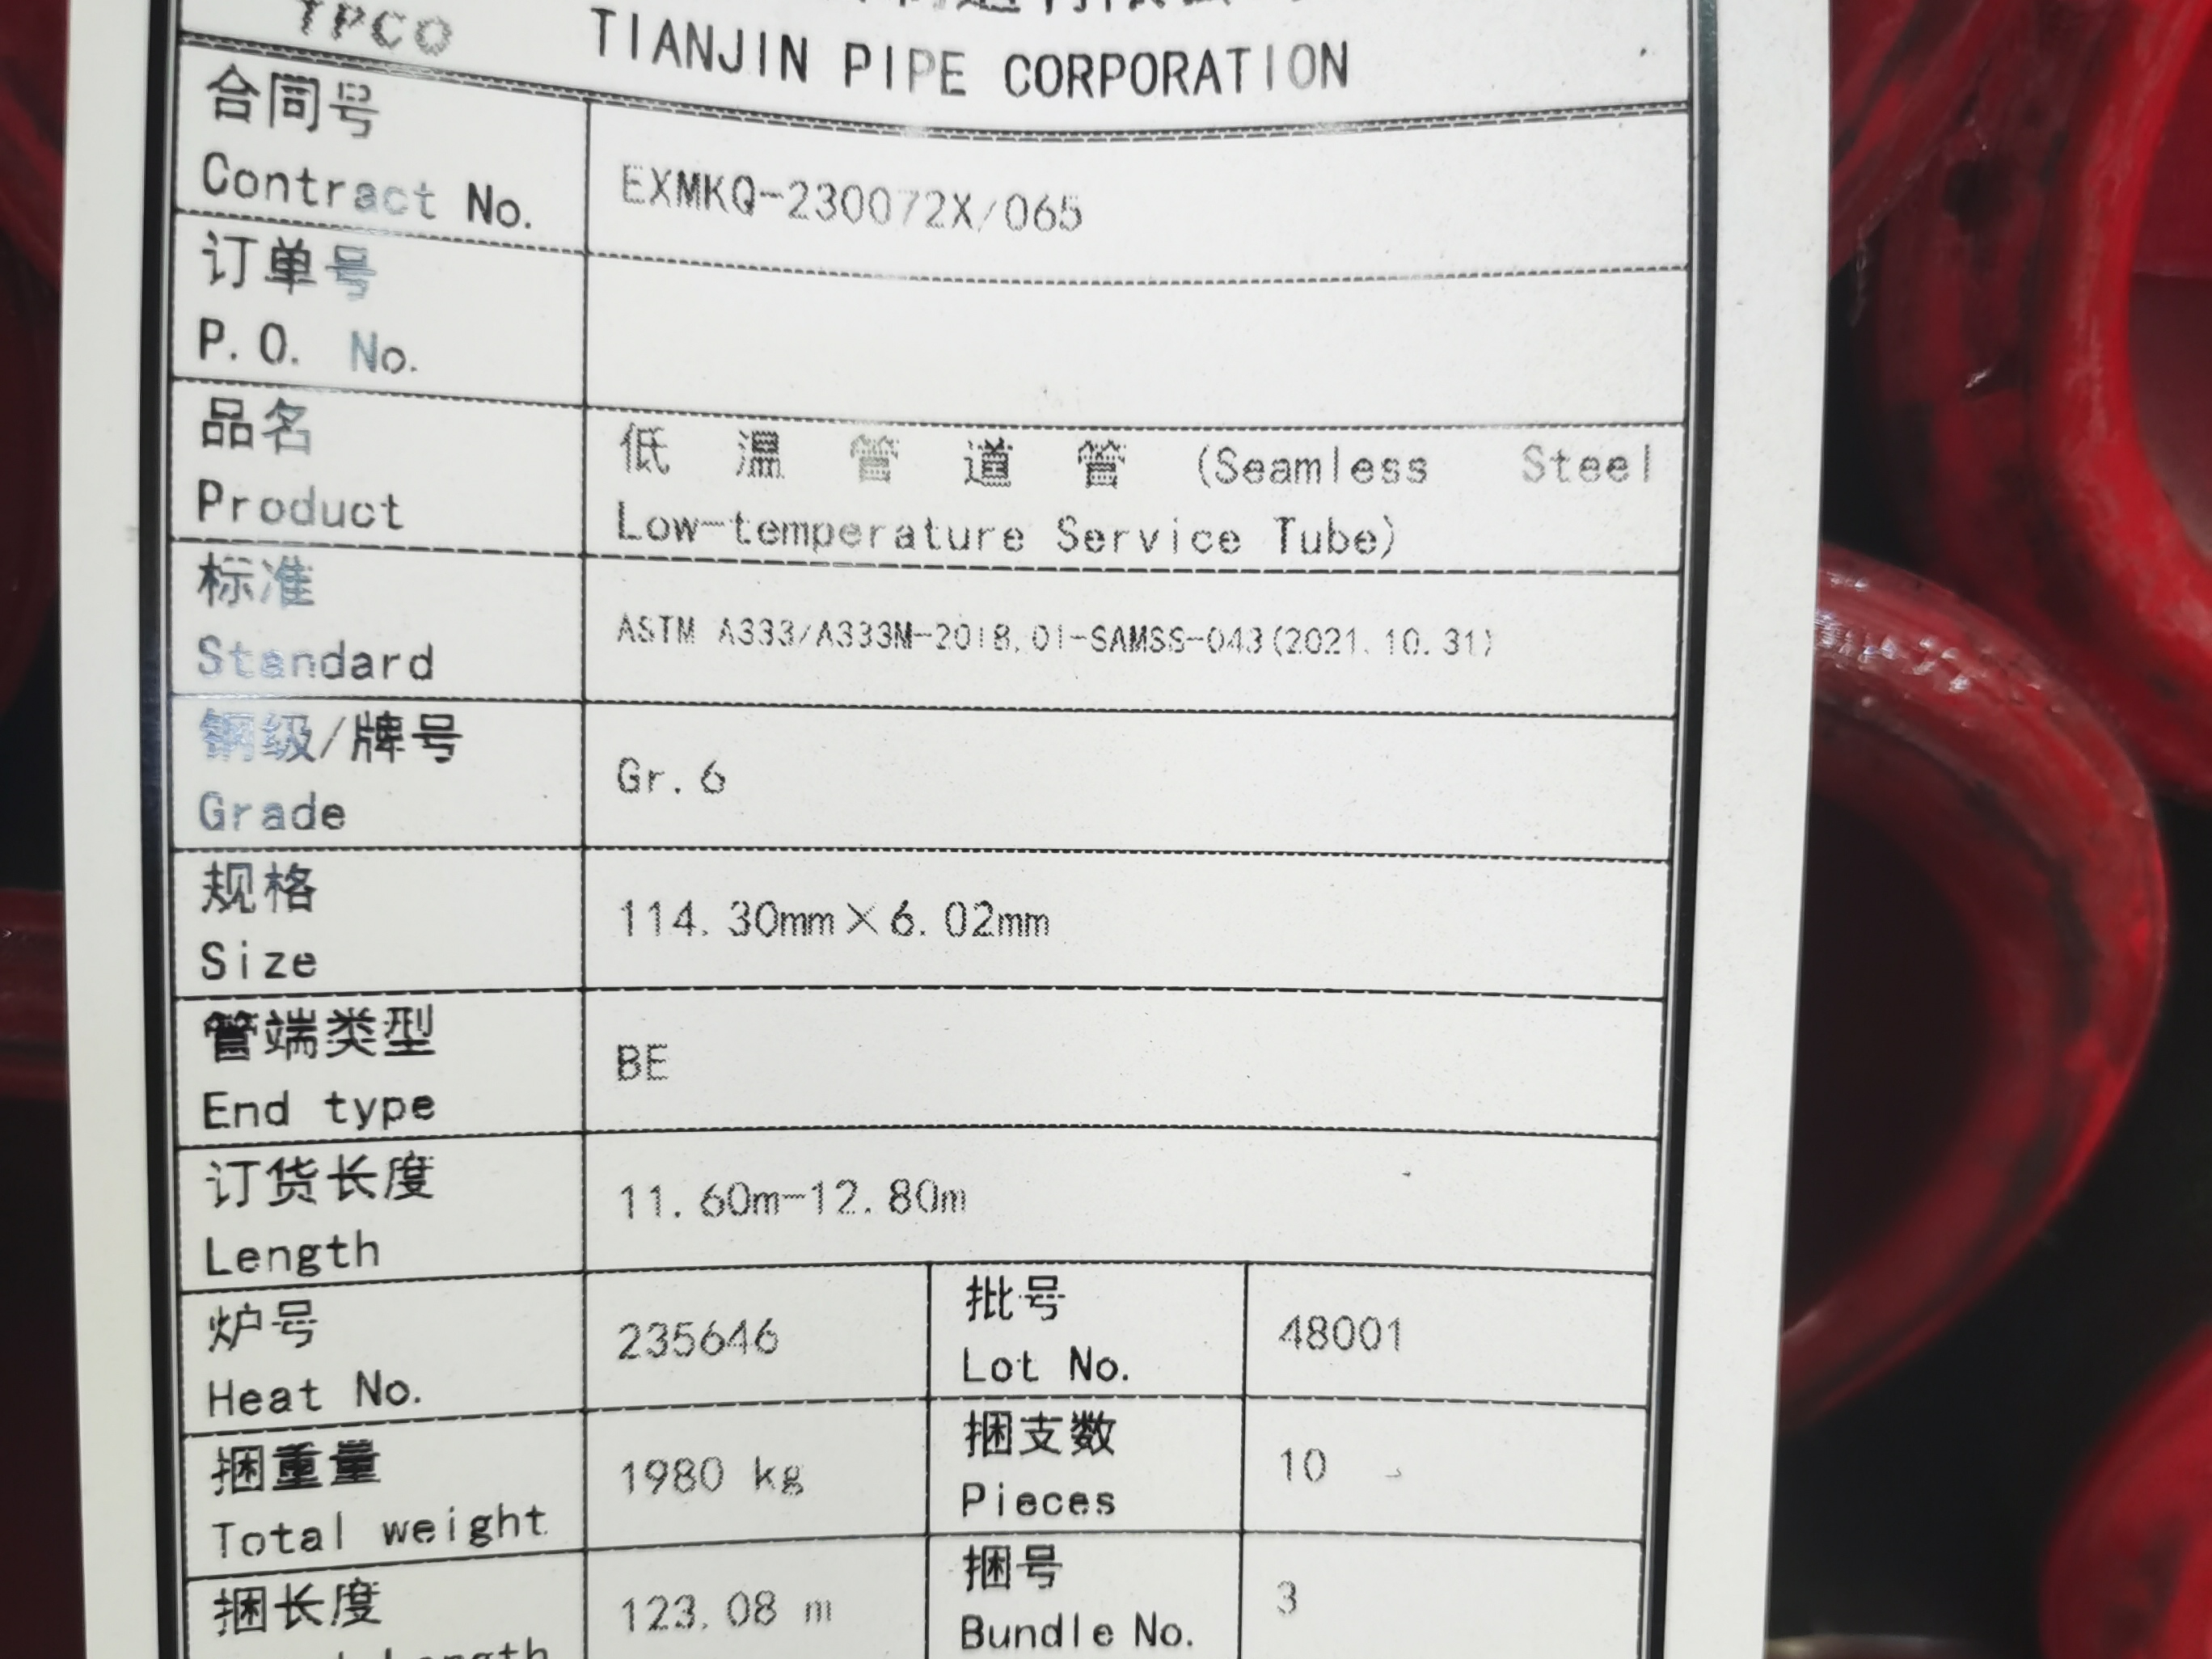 TPCO
TIANJIN PIPE CORPORATION
合同号
Contract No.
EXMKQ-230072X/065
订单号
P.O. No.
品名
Product
低温管道管 (Seamless Steel
Low-temperature Service Tube)
标准
Standard
ASTM A333/A333M-2018,01-SAMSS-043(2021.10.31)
钢级/牌号
Grade
Gr.6
规格
Size
114.30mm×6.02mm
管端类型
End type
BE
订货长度
Length
11.60m-12.80m
炉号
Heat No.
235646
批号
Lot No.
48001
捆重量
Total weight
1980 kg
捆支数
Pieces
10
捆长度
123.08 m
捆号
Bundle No.
3